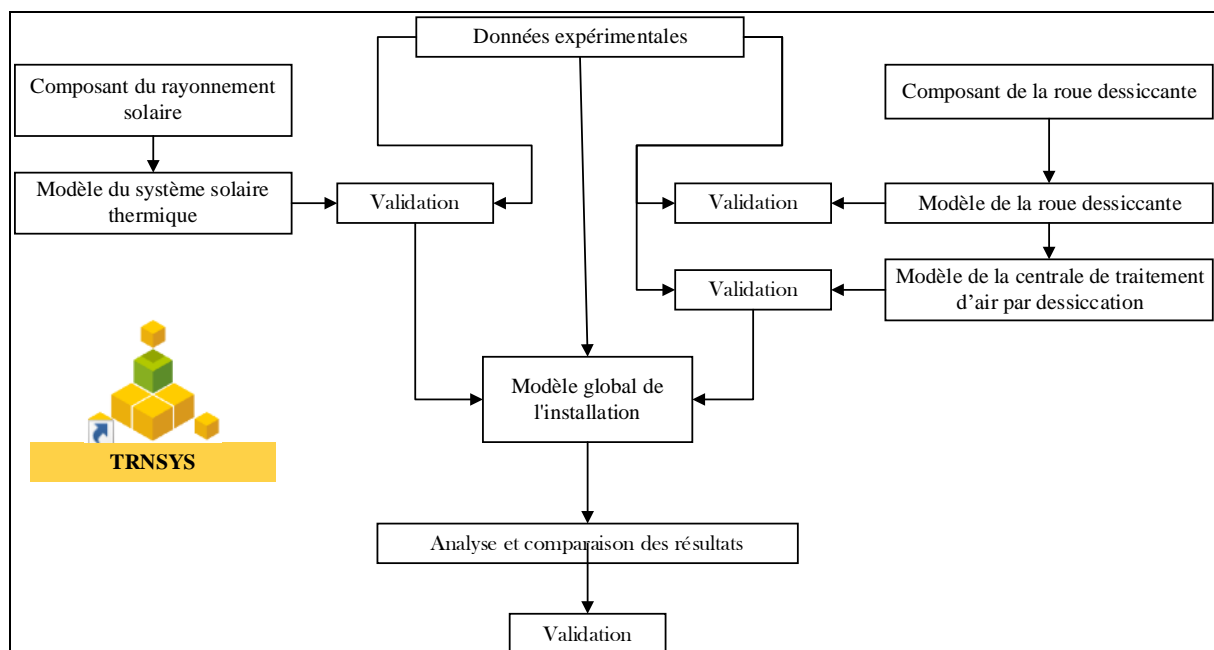 Données expérimentales
Composant du rayonnement
solaire
Composant de la roue dessiccante
Modèle du système solaire
thermique
Validation
Validation
Modèle de la roue dessiccante
Validation
Modèle de la centrale de traitement
d’air par dessiccation
Modèle global de
l'installation
TRNSYS
Analyse et comparaison des résultats
Validation